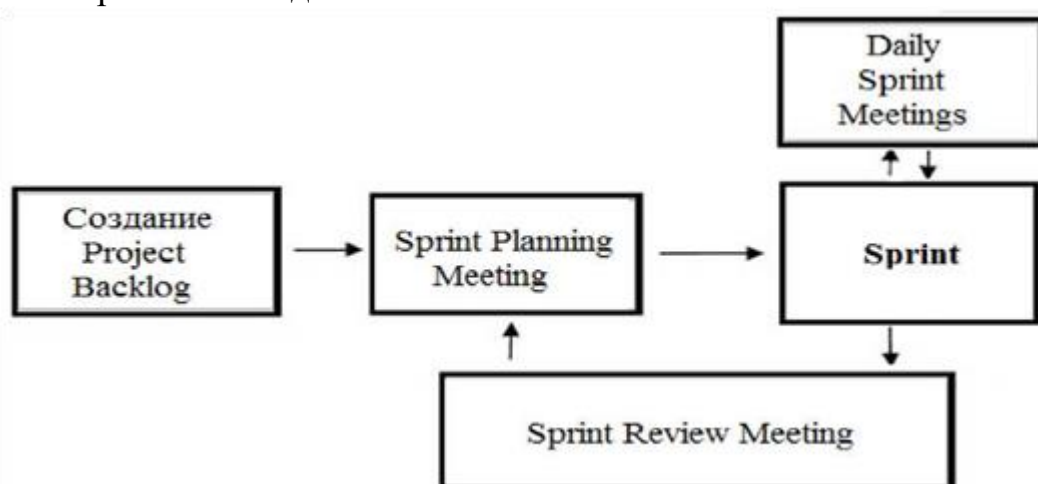 Создание
Project
Backlog
Sprint Planning
Meeting
Daily
Sprint
Meetings
Sprint
Sprint Review Meeting